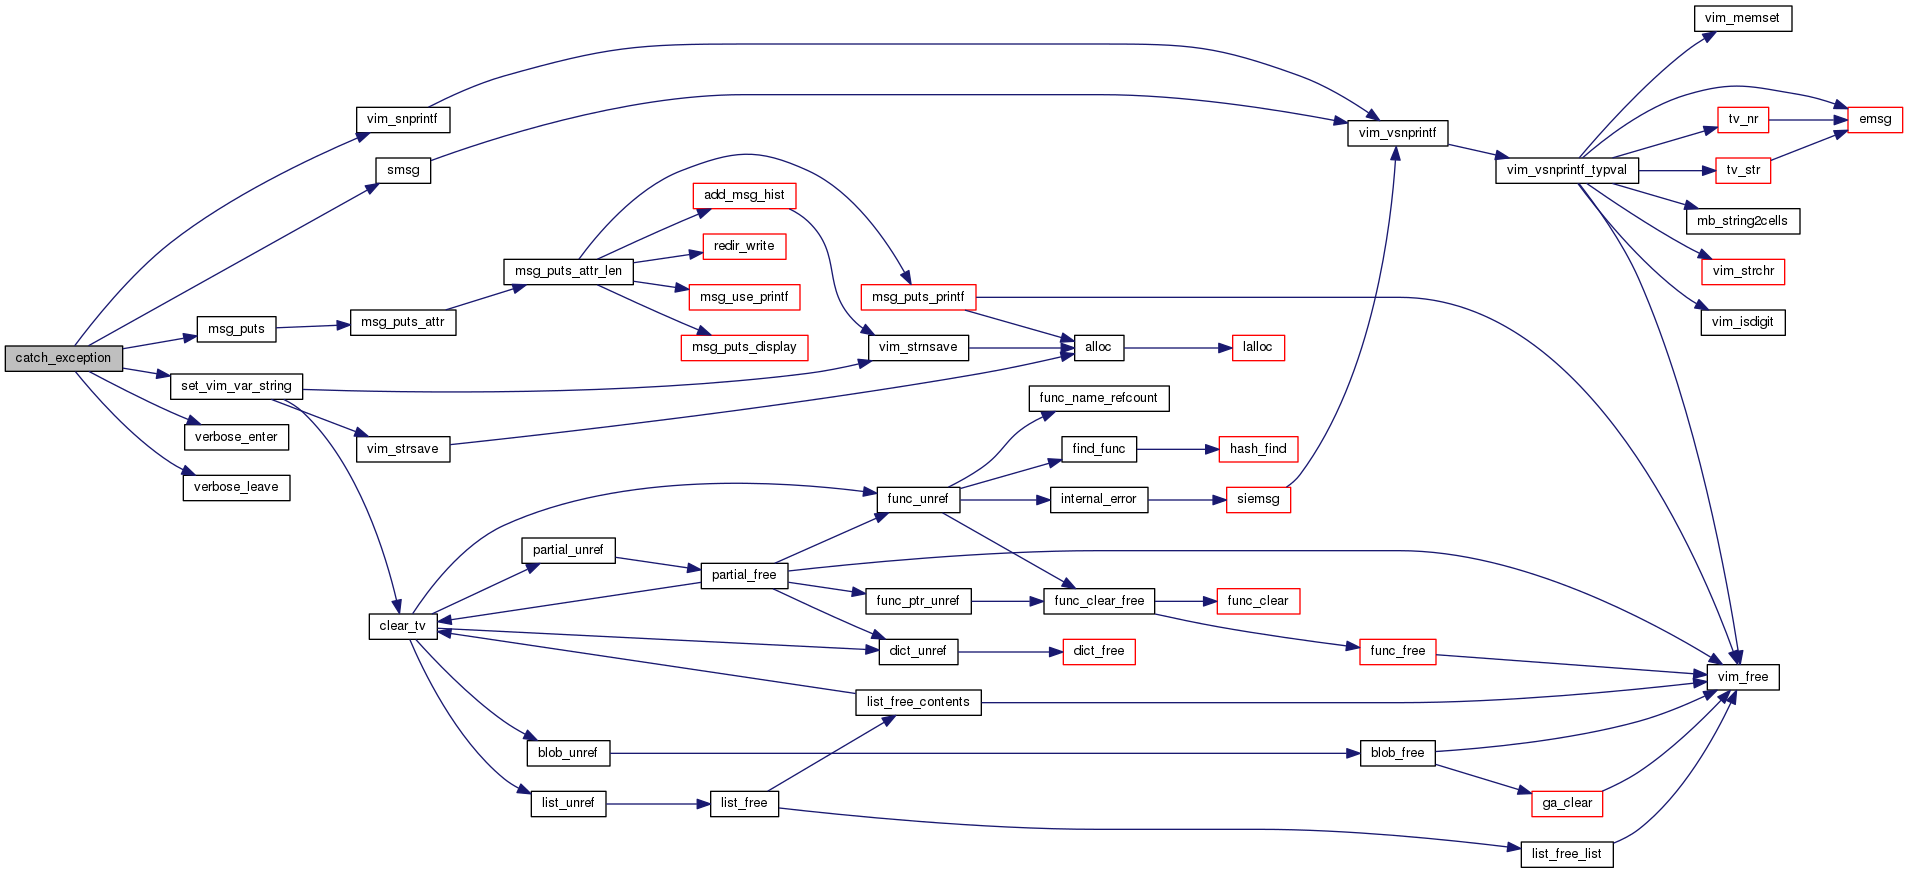 vim_memset
vim_snprintf
tv_nr
emsg
vim_vsnprintf
smsg
vim_vsnprintf_typval
tv_str
add_msg_hist
mb_string2cells
redir_write
msg_puts_attr_len
vim_strchr
msg_use_printf
msg_puts_printf
msg_puts
msg_puts_attr
vim_isdigit
catch_exception
msg_puts_display
vim_strnsave
alloc
lalloc
set_vim_var_string
func_name_refcount
verbose_enter
vim_strsave
find_func
hash_find
verbose_leave
func_unref
internal_error
siemsg
partial_unref
partial_free
func_ptr_unref
func_clear_free
func_clear
clear_tv
dict_unref
dict_free
func_free
vim_free
list_free_contents
blob_unref
blob_free
list_unref
list_free
ga_clear
list_free_list